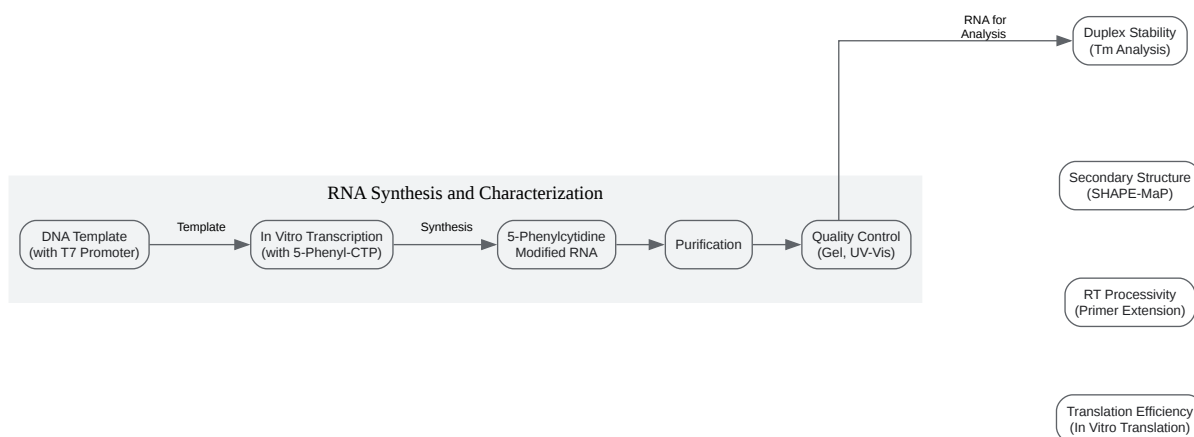 RNA for
Analysis
Duplex Stability
(Tm Analysis)
Secondary Structure
(SHAPE-MaP)
RNA Synthesis and Characterization
DNA Template
(with T7 Promoter)
Template
In Vitro Transcription
(with 5-Phenyl-CTP)
Synthesis
5-Phenylcytidine
Modified RNA
Purification
Quality Control
(Gel, UV-Vis)
RT Processivity
(Primer Extension)
Translation Efficiency
(In Vitro Translation)